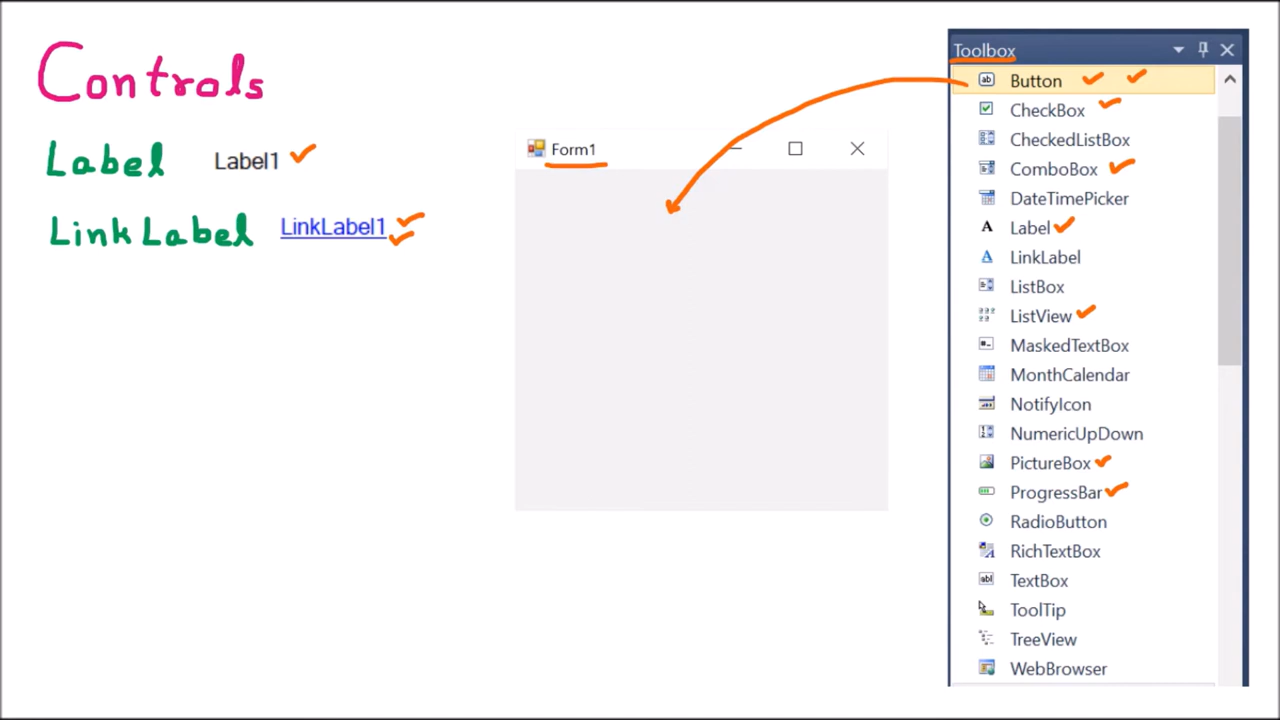 Controls
Label Label1
LinkLabel LinkLabel1
Form1
Toolbox
Button
CheckBox
CheckedListBox
ComboBox
DateTimePicker
Label
LinkLabel
ListBox
ListView
MaskedTextBox
MonthCalendar
NotifyIcon
NumericUpDown
PictureBox
ProgressBar
RadioButton
RichTextBox
TextBox
ToolTip
TreeView
WebBrowser